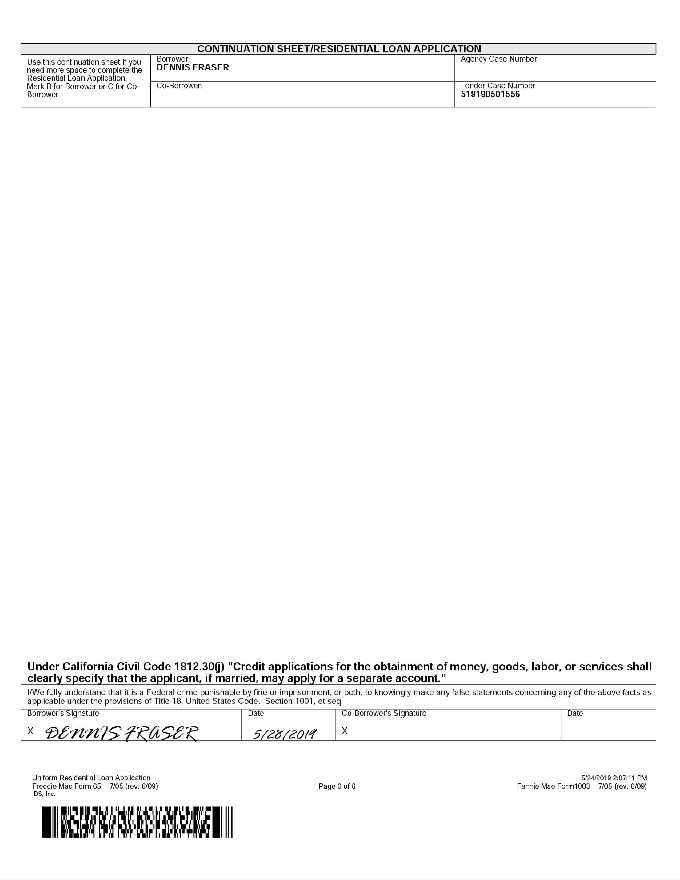 CONTINUATION SHEET/RESIDENTIAL LOAN APPLICATION
Use this continuation sheet if you
need more space to complete the
Residential Loan Application.
Mark B for Borrower or C for Co-
Borrower.
Borrower:
DENNIS FRASER
Agency Case Number
Co-Borrower:
Lender Case Number
519190501556
Under California Civil Code 1812.30(j) "Credit applications for the obtainment of money, goods, labor, or services shall
clearly specify that the applicant, if married, may apply for a separate account."
I/We fully understand that it is a Federal crime punishable by fine or imprisonment, or both, to knowingly make any false statements concerning any of the above facts as
applicable under the provisions of Title 18, United States Code, Section 1001, et seq
Borrower's Signature
Date
Co-Borrower's Signature
Date
X DENNIS FRASER
5/28/2019
X
Uniform Residential Loan Application
Freddie Mac Form 65 7/05 (rev. 6/09)
IDS, Inc.
Page 6 of 6
5/24/2019 2:07:11 PM
Fannie Mae Form 1003 7/05 (rev. 6/09)